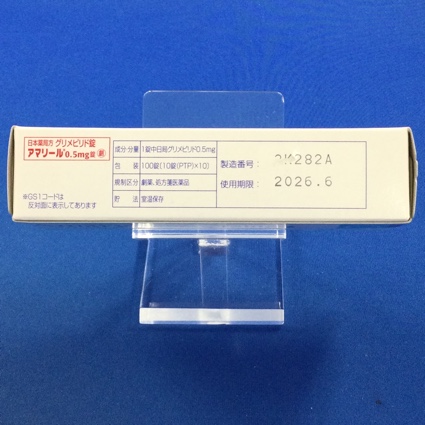 日本薬局方 グリメピリド錠
アマリール® 0.5mg錠 劇
※GS1コードは
反対面に表示してあります
成分・分量 1錠中日局グリメピリド0.5mg
包 装 100錠〔10錠(PTP)×10〕
規制区分 劇薬、処方箋医薬品
貯 法 室温保存
製造番号: 2M282A
使用期限: 2026.6